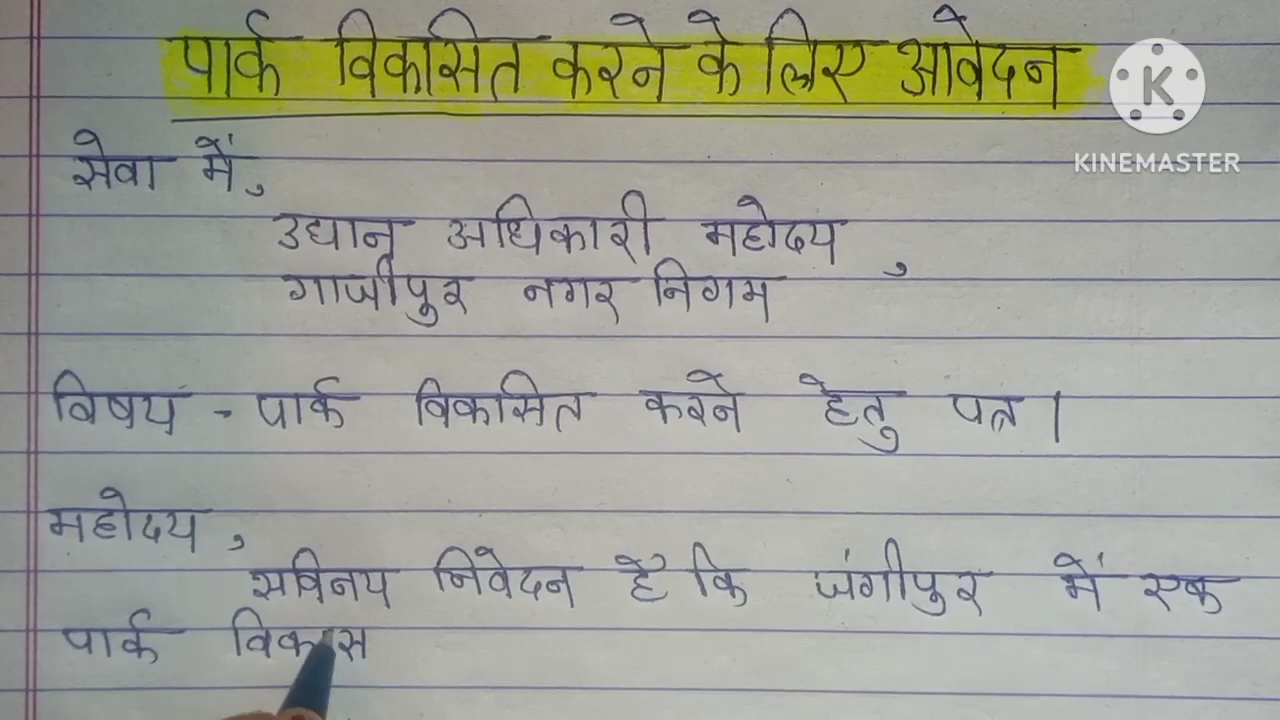 पार्क विकसित करने के लिए आवेदन
K
KINEMASTER
सेवा में,
उद्यान अधिकारी महोदय,
गाजीपुर नगर निगम
विषय - पार्क विकसित करने हेतु पत्र।
महोदय,
सविनय निवेदन है कि जंगीपुर में एक
पार्क विकास